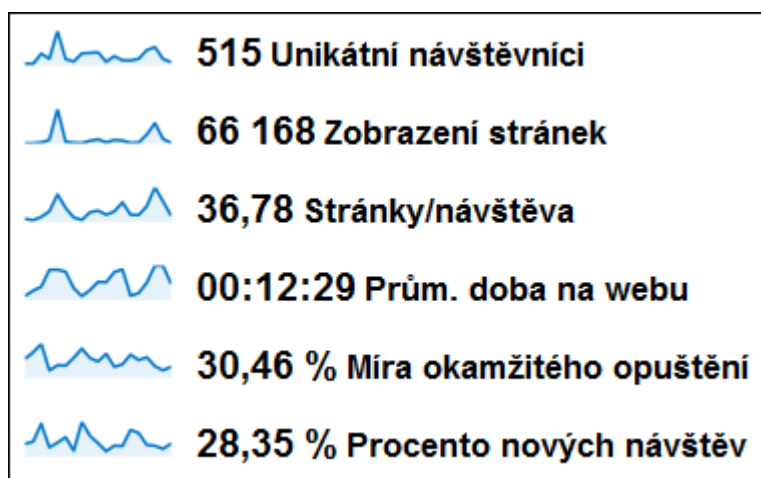 515 Unikátní návštěvníci
66 168 Zobrazení stránek
36,78 Stránky/návštěva
00:12:29 Prům. doba na webu
30,46 % Míra okamžitého opuštění
28,35 % Procento nových návštěv